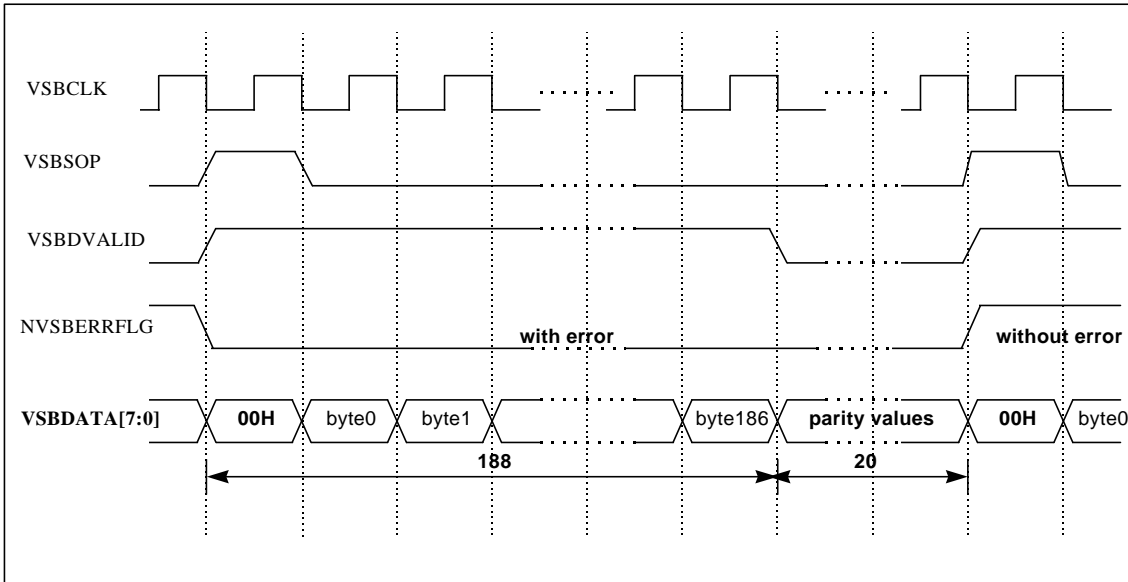 VSBCLK
VSBSOP
VSBDVALID
NVSBERRFLG
with error
without error
VSBDATA[7:0]
00H
byte0
byte1
byte186
parity values
00H
byte0
188
20